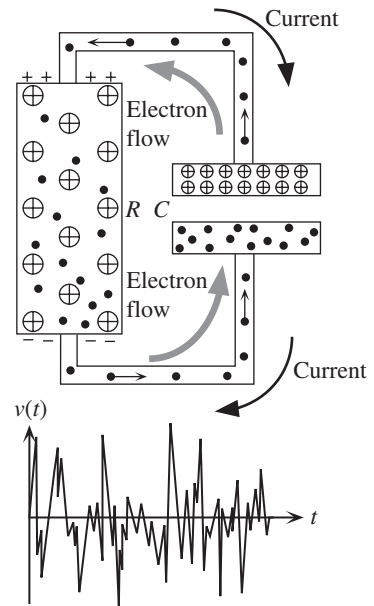 Current
+ + + +
Electron
flow
R C
Electron
flow
− − − −
Current
v(t)
t